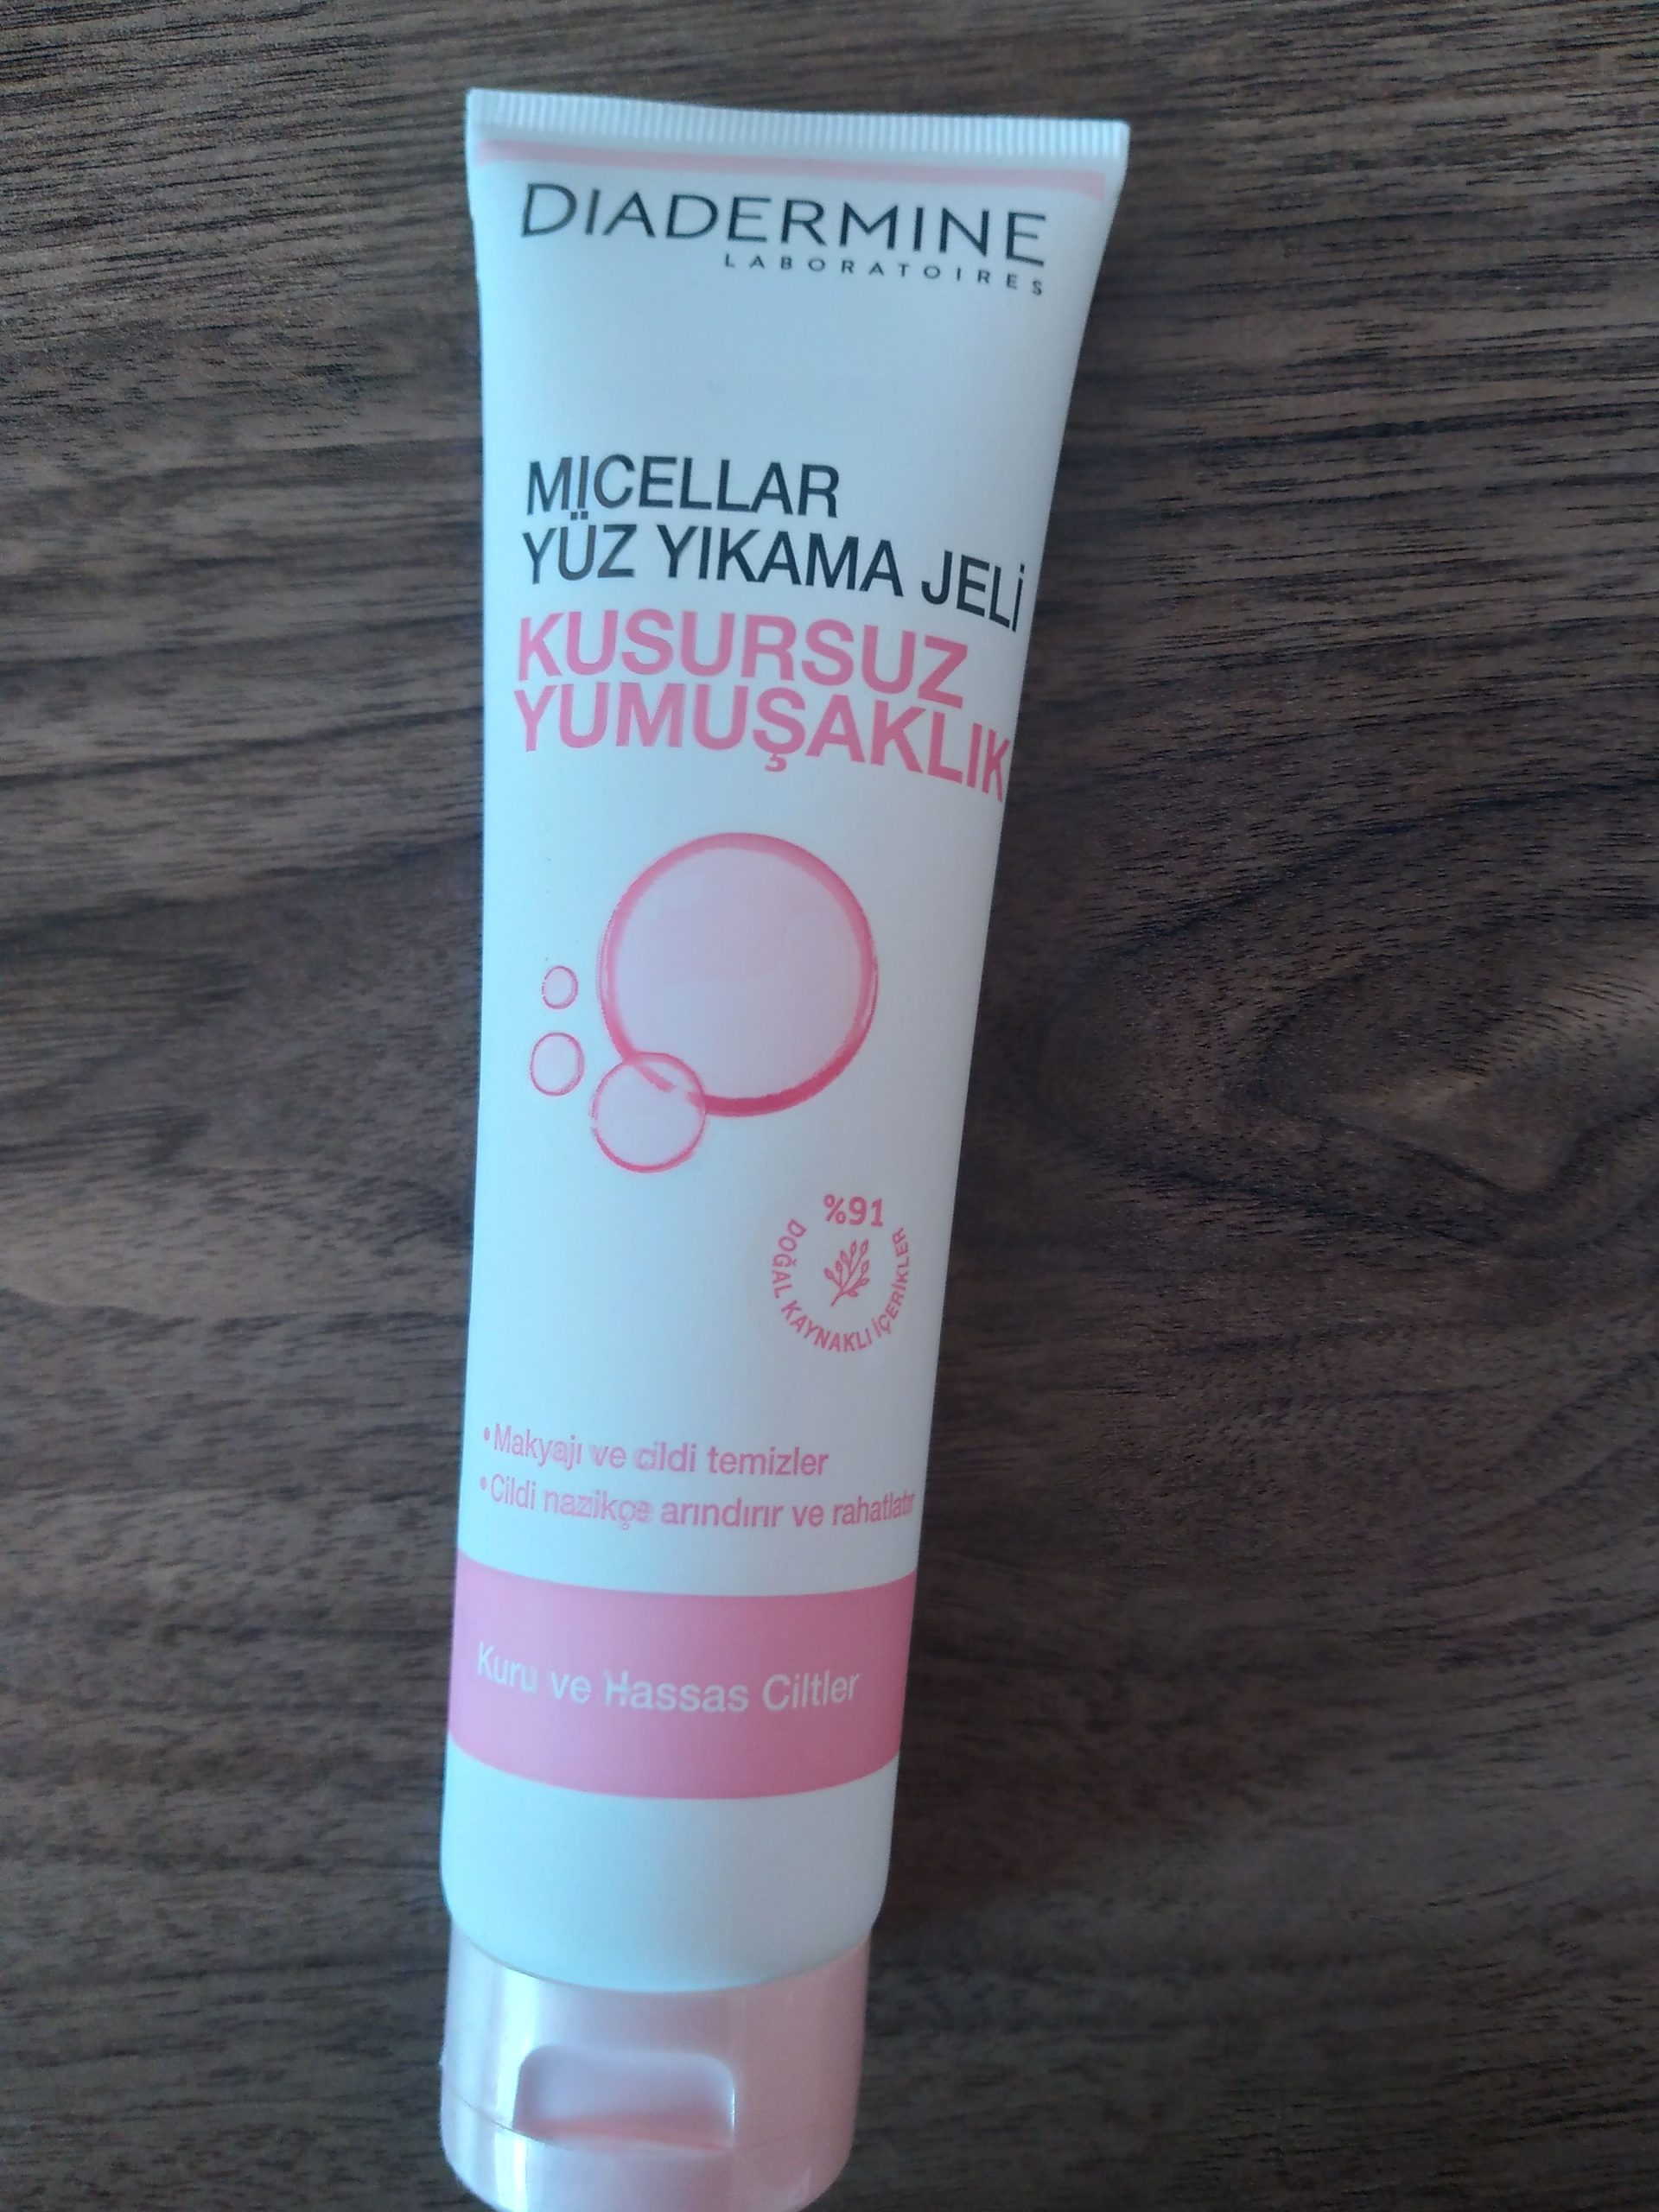 DIADERMINE
LABORATOIRES
MICELLAR
YÜZ YIKAMA JELİ
KUSURSUZ
YUMUŞAKLIK
%91
DOĞAL KAYNAKLI İÇERİKLER
•Makyajı ve cildi temizler
•Cildi nazikçe arındırır ve rahatlatır
Kuru ve Hassas Ciltler